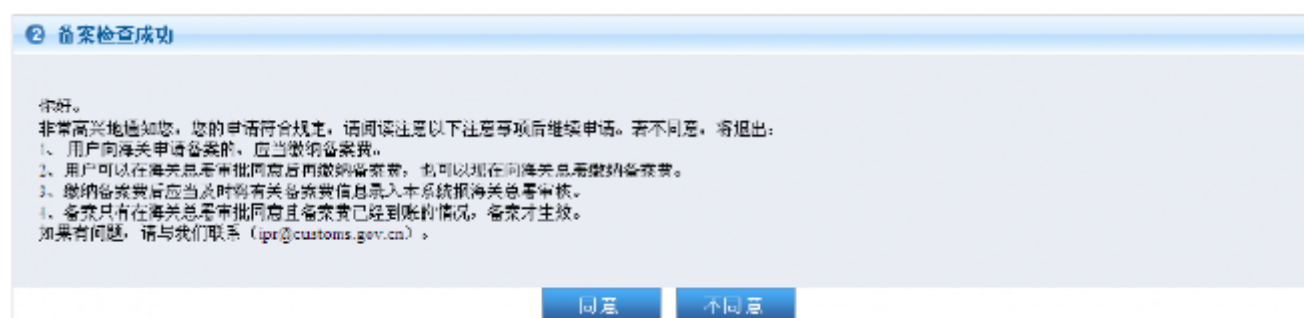 2 备案检查成功
你好。
非常高兴地通知您，您的申请符合规定，请阅读注意以下注意事项后继续申请。若不同意，将退出：
1、用户向海关申请备案的，应当缴纳备案费。
2、用户可以在海关总署审批同意后再缴纳备案费，也可以现在向海关总署缴纳备案费。
3、缴纳备案费后应当及时将有关备案费信息录入本系统报海关总署审核。
4、备案只有在海关总署审批同意且备案费已经到账的情况，备案才生效。
如果有问题，请与我们联系（ipr@customs.gov.cn）。
同意 不同意